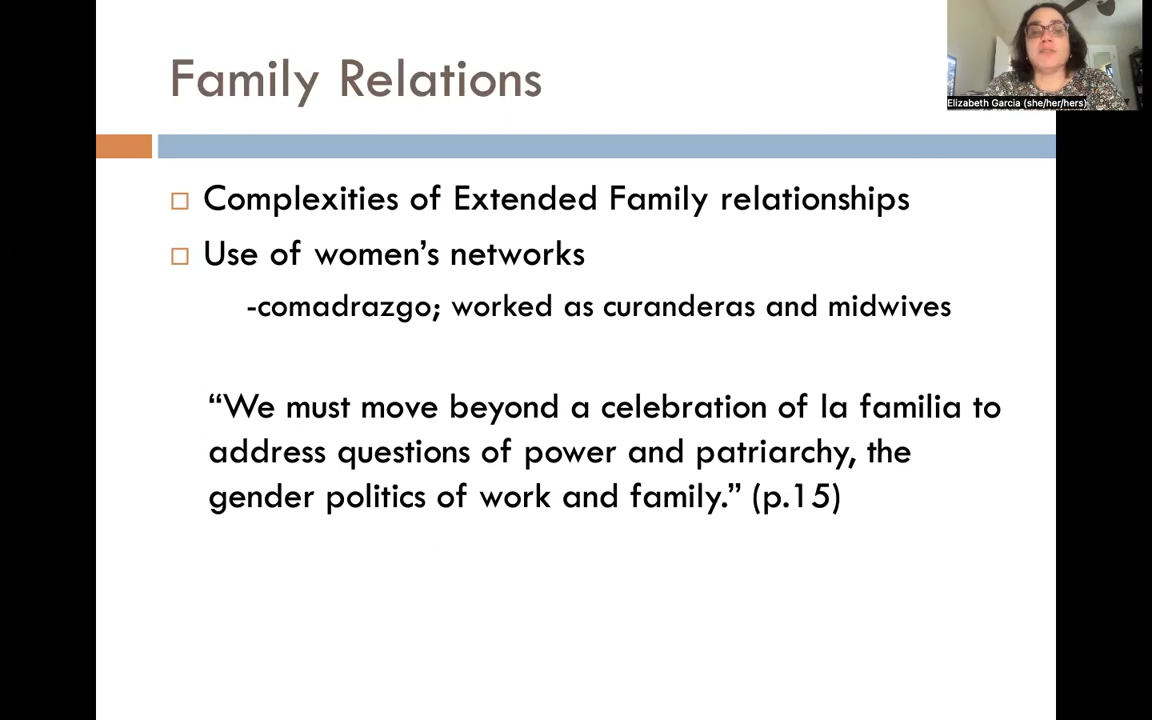 Family Relations
Elizabeth Garcia (she/her/hers)
Complexities of Extended Family relationships
Use of women’s networks
-comadrazgo; worked as curanderas and midwives
“We must move beyond a celebration of la familia to
address questions of power and patriarchy, the
gender politics of work and family.” (p.15)